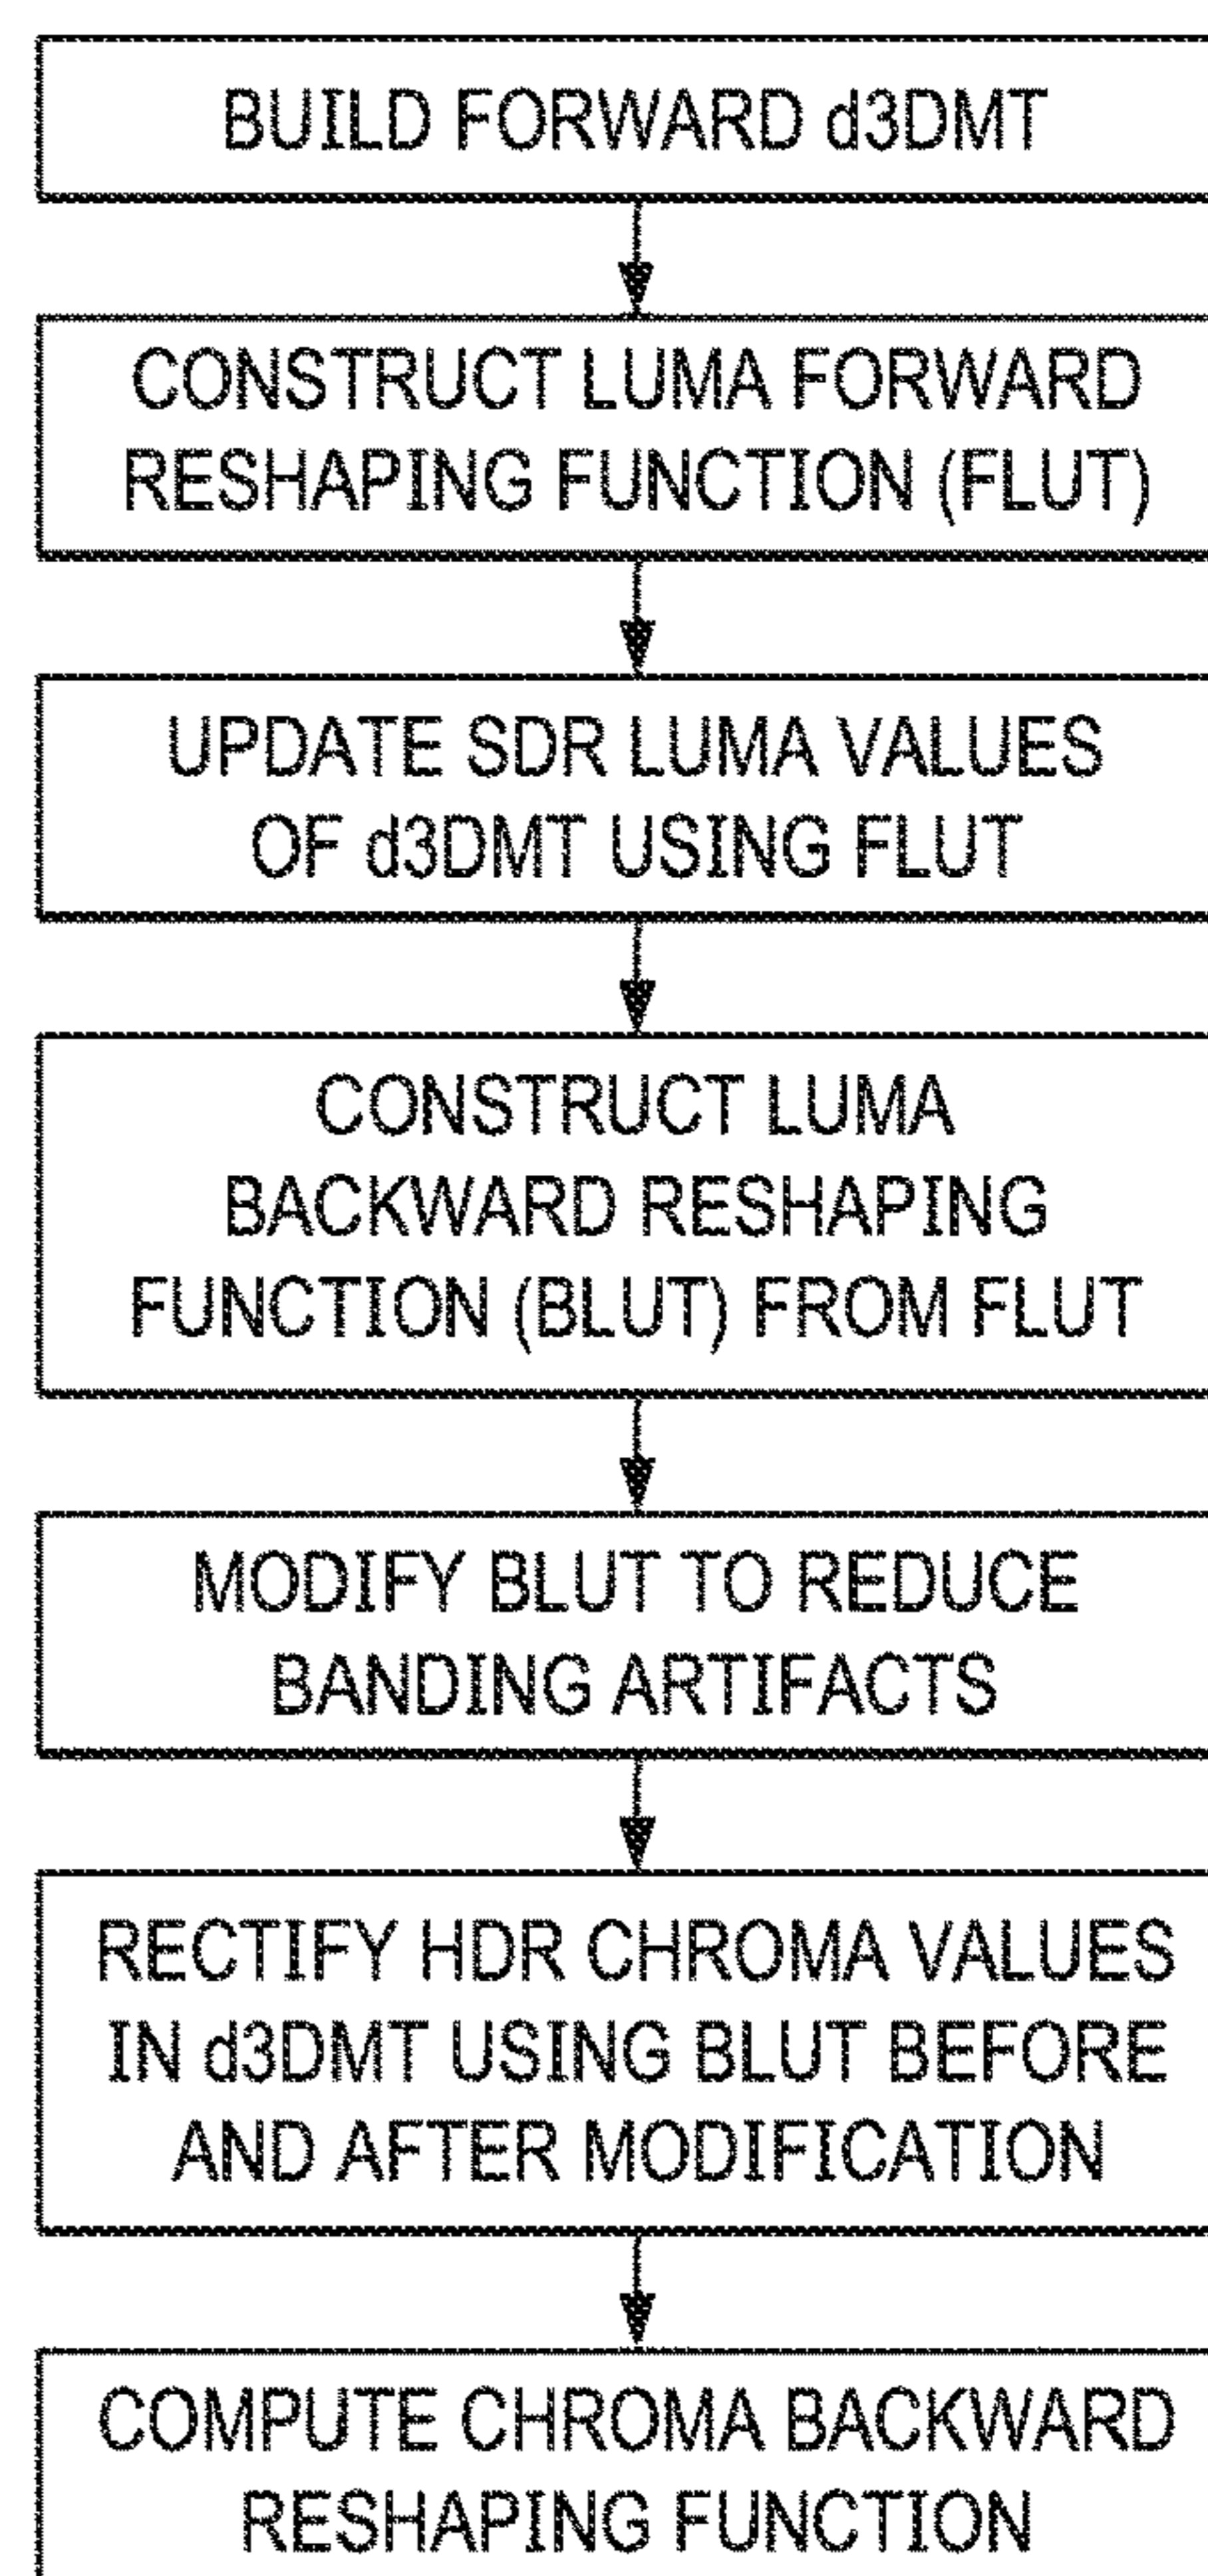 BUILD FORWARD d3DMT
CONSTRUCT LUMA FORWARD
RESHAPING FUNCTION (FLUT)
UPDATE SDR LUMA VALUES
OF d3DMT USING FLUT
CONSTRUCT LUMA
BACKWARD RESHAPING
FUNCTION (BLUT) FROM FLUT
MODIFY BLUT TO REDUCE
BANDING ARTIFACTS
RECTIFY HDR CHROMA VALUES
IN d3DMT USING BLUT BEFORE
AND AFTER MODIFICATION
COMPUTE CHROMA BACKWARD
RESHAPING FUNCTION